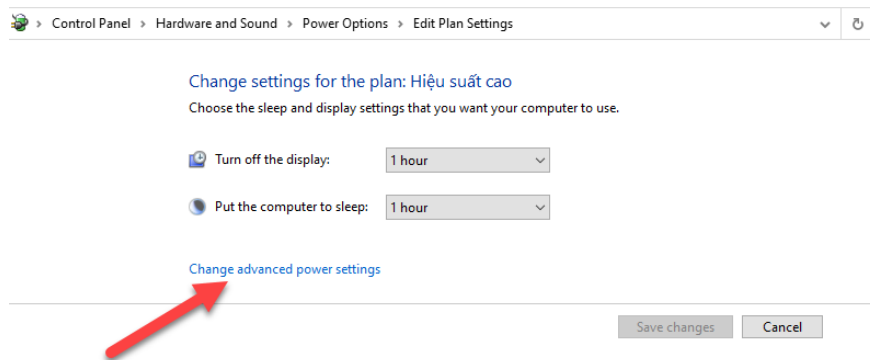 Control Panel > Hardware and Sound > Power Options > Edit Plan Settings
Change settings for the plan: Hiệu suất cao
Choose the sleep and display settings that you want your computer to use.
Turn off the display: 1 hour
Put the computer to sleep: 1 hour
Change advanced power settings
Save changes Cancel